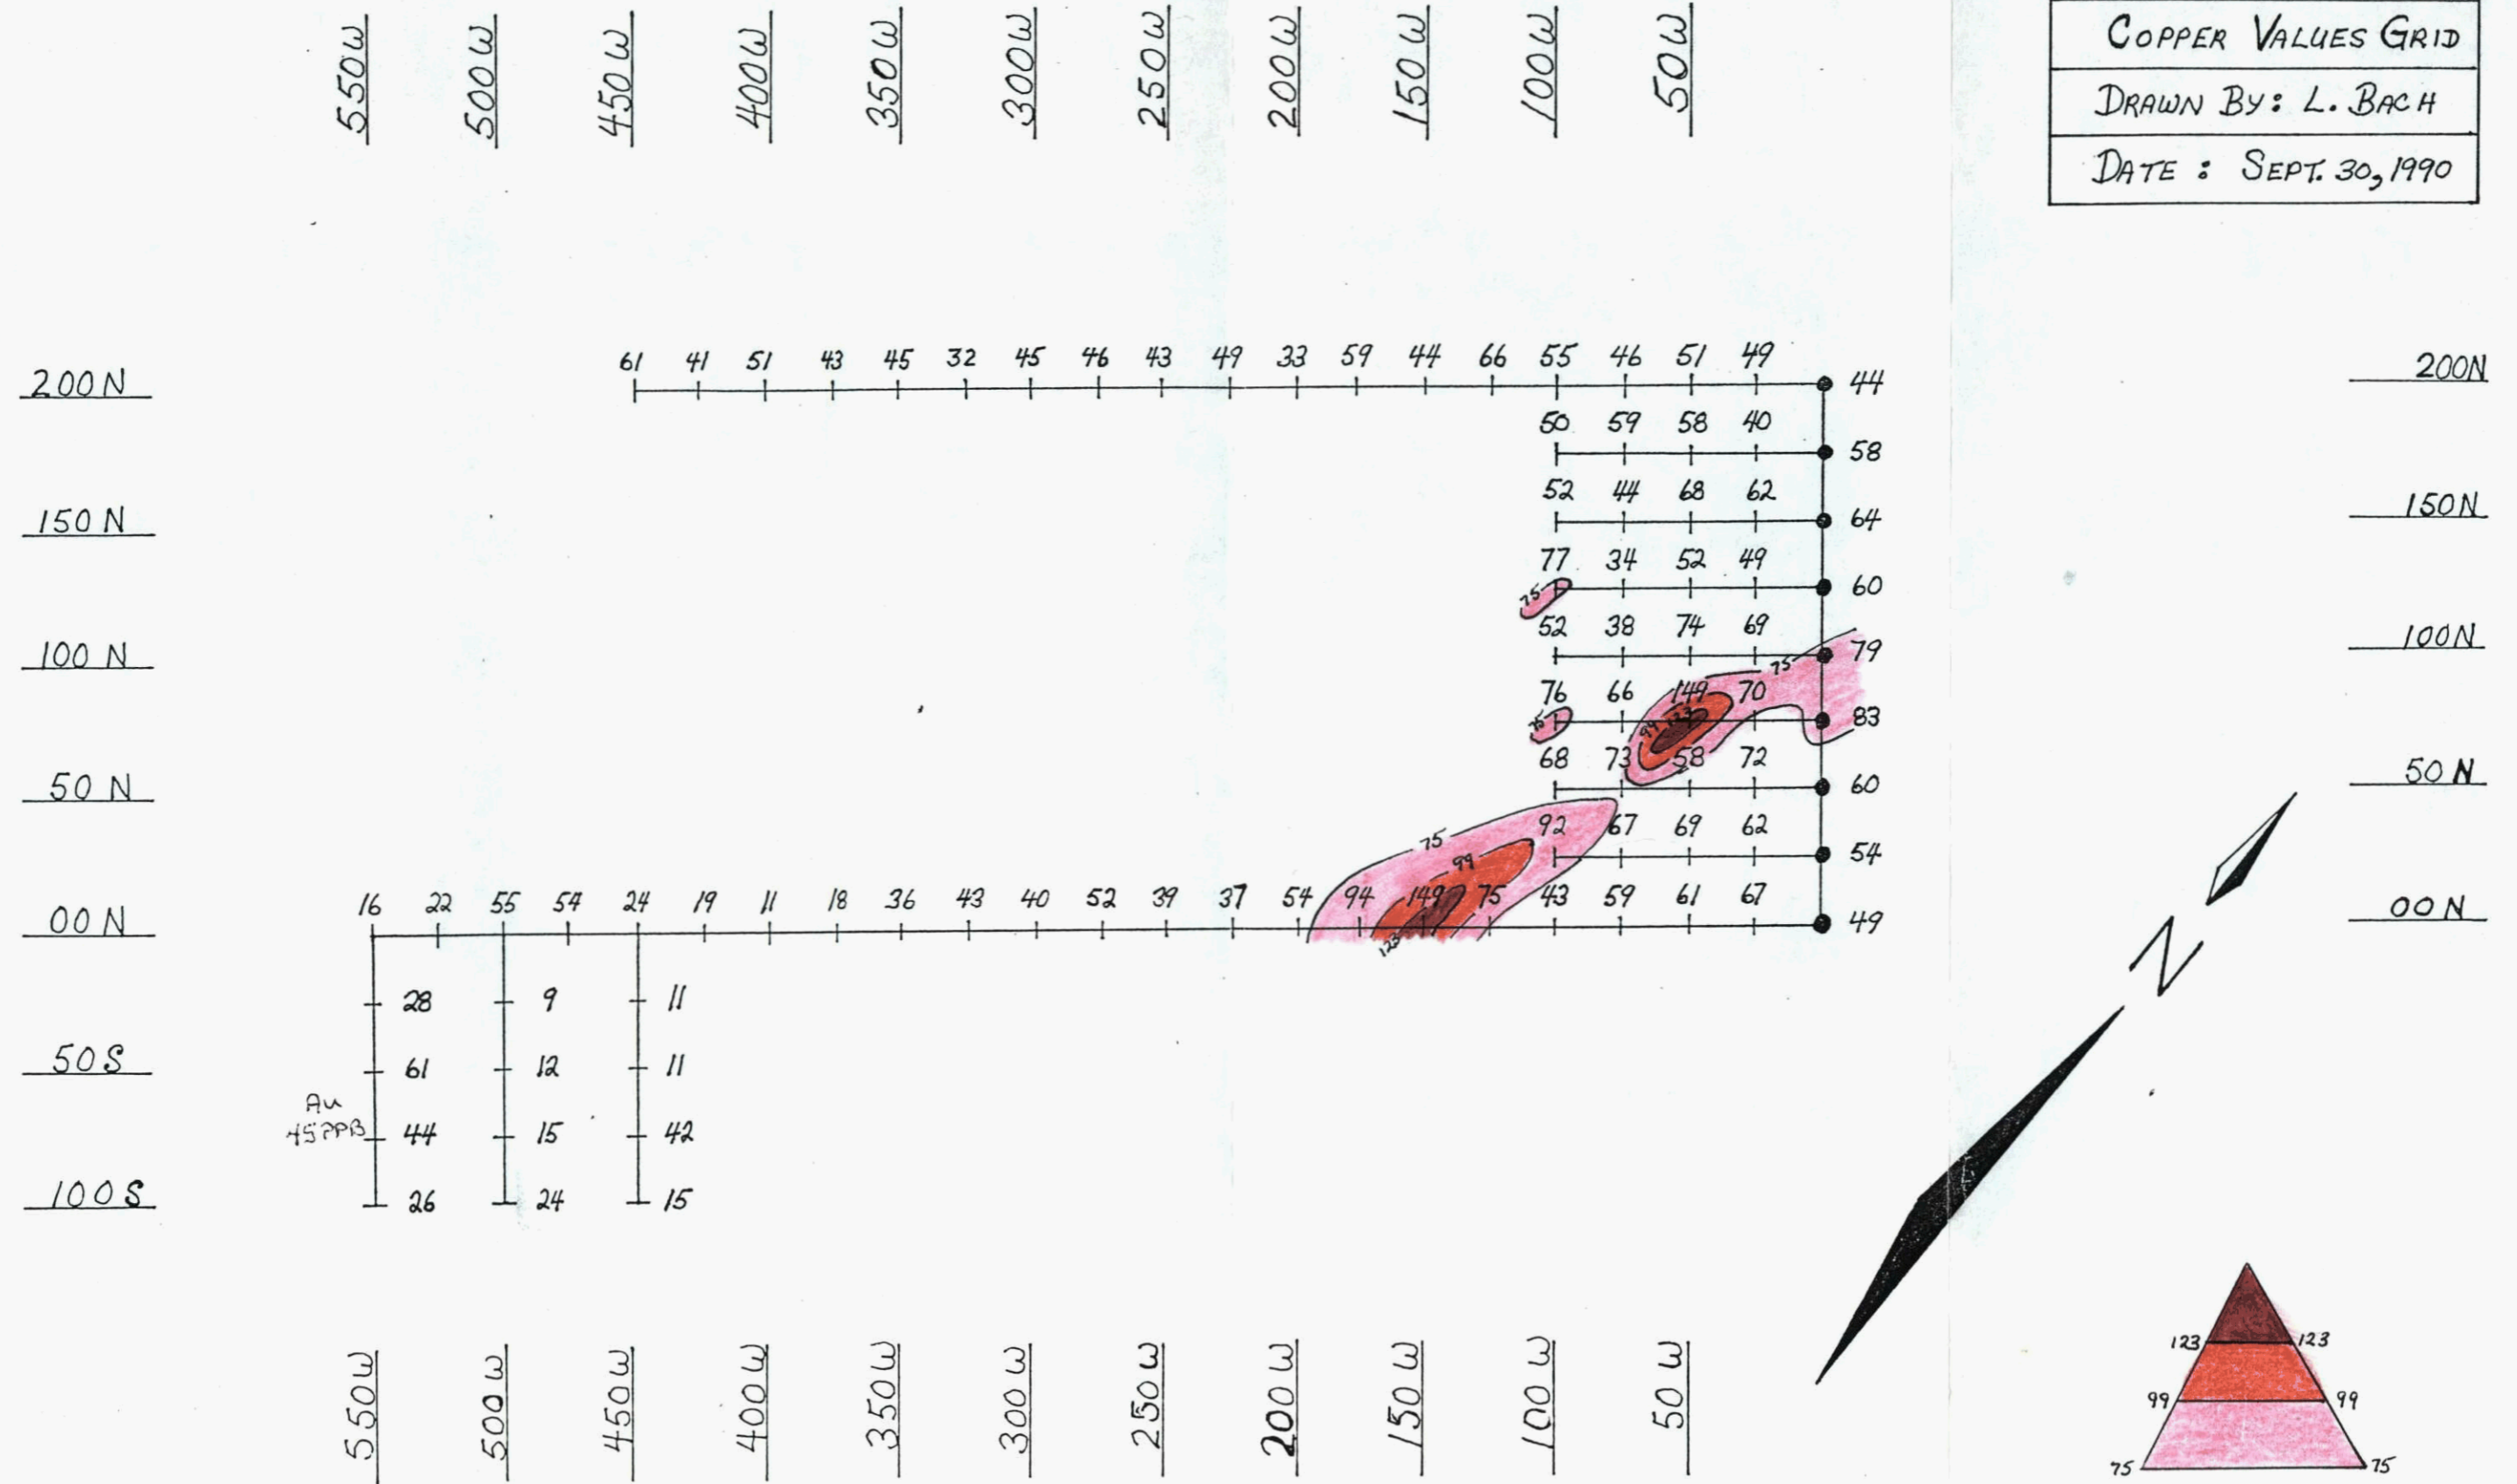 550W 500W 450W 400W 350W 300W 250W 200W 150W 100W 50W
COPPER VALUES GRID
DRAWN BY: L. BACH
DATE: SEPT. 30, 1990
61 41 51 43 45 32 45 46 43 49 33 59 44 66 55 46 51 49
200N 44 200N
50 59 58 40
58
52 44 68 62
150N 64 150N
77 34 52 49
75 60
52 38 74 69
100N 75 79 100N
76 66 149 70
75 99 123 83
68 73 58 72
50N 60 50N
75 92 67 69 62
99 54
16 22 55 54 24 19 11 18 36 43 40 52 39 37 54 94 149 75 43 59 61 67
00N 123 49 00N
N
28 9 11
50S 61 12 11
Au
45PPB 44 15 42
100S 26 24 15
123 123
99 99
75 75
550W 500W 450W 400W 350W 300W 250W 200W 150W 100W 50W